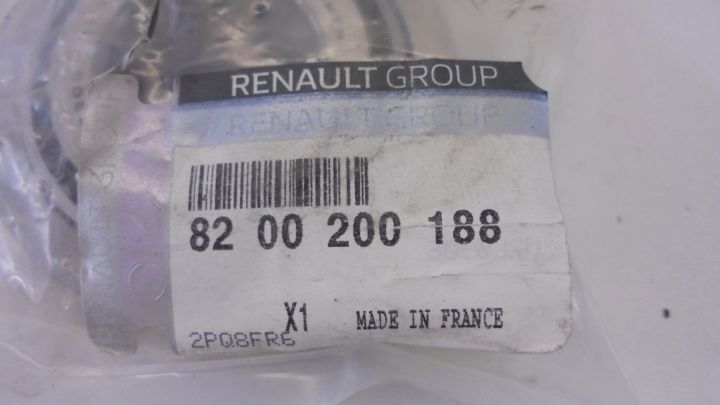 RENAULT GROUP
RENAULT GROUP
82 00 200 188
X1 MADE IN FRANCE
2PQ8FR6